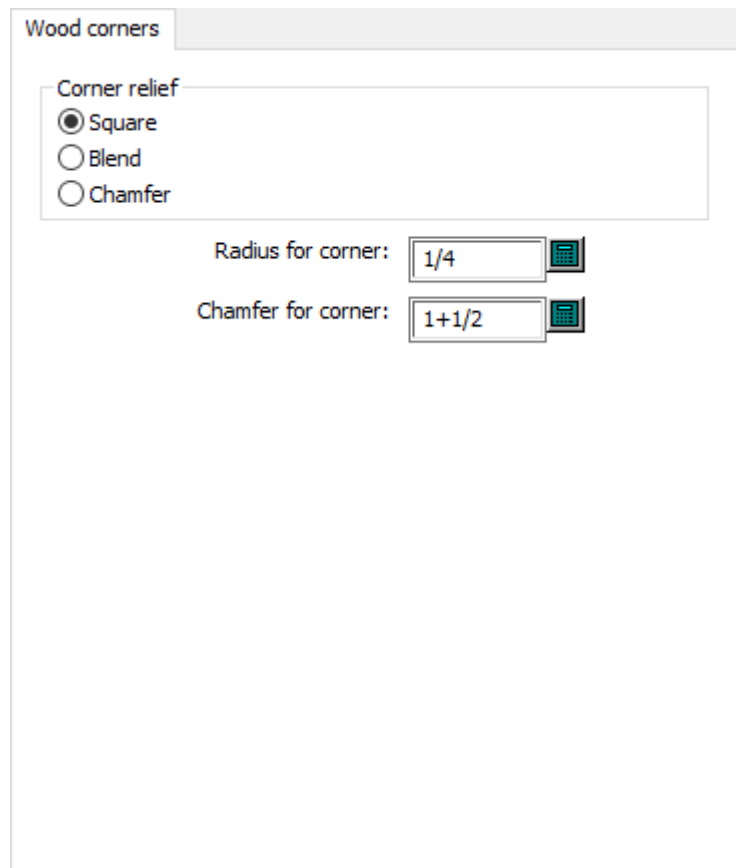 Wood corners
Corner relief
Square
Blend
Chamfer
Radius for corner: 1/4
Chamfer for corner: 1+1/2